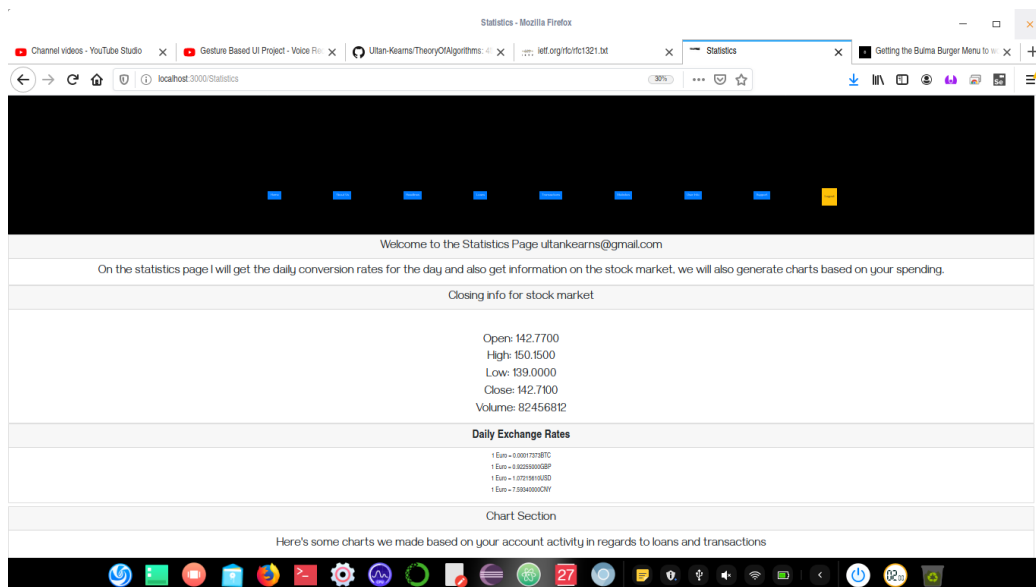 Statistics - Mozilla Firefox
Channel videos - YouTube Studio
Gesture Based UI Project - Voice Re
Ultan-Kearns/TheoryOfAlgorithms: 4
ietf.org/rfc/rfc1321.txt
Statistics
Getting the Bulma Burger Menu to w
localhost:3000/Statistics
30%
Welcome to the Statistics Page ultankearns@gmail.com
On the statistics page I will get the daily conversion rates for the day and also get information on the stock market, we will also generate charts based on your spending.
Closing info for stock market
Open: 142.7700
High: 150.1500
Low: 139.0000
Close: 142.7100
Volume: 82456812
Daily Exchange Rates
1 Euro = 0.00017373BTC
1 Euro = 0.92255000GBP
1 Euro = 1.07215610USD
1 Euro = 7.59340000CNY
Chart Section
Here's some charts we made based on your account activity in regards to loans and transactions
27